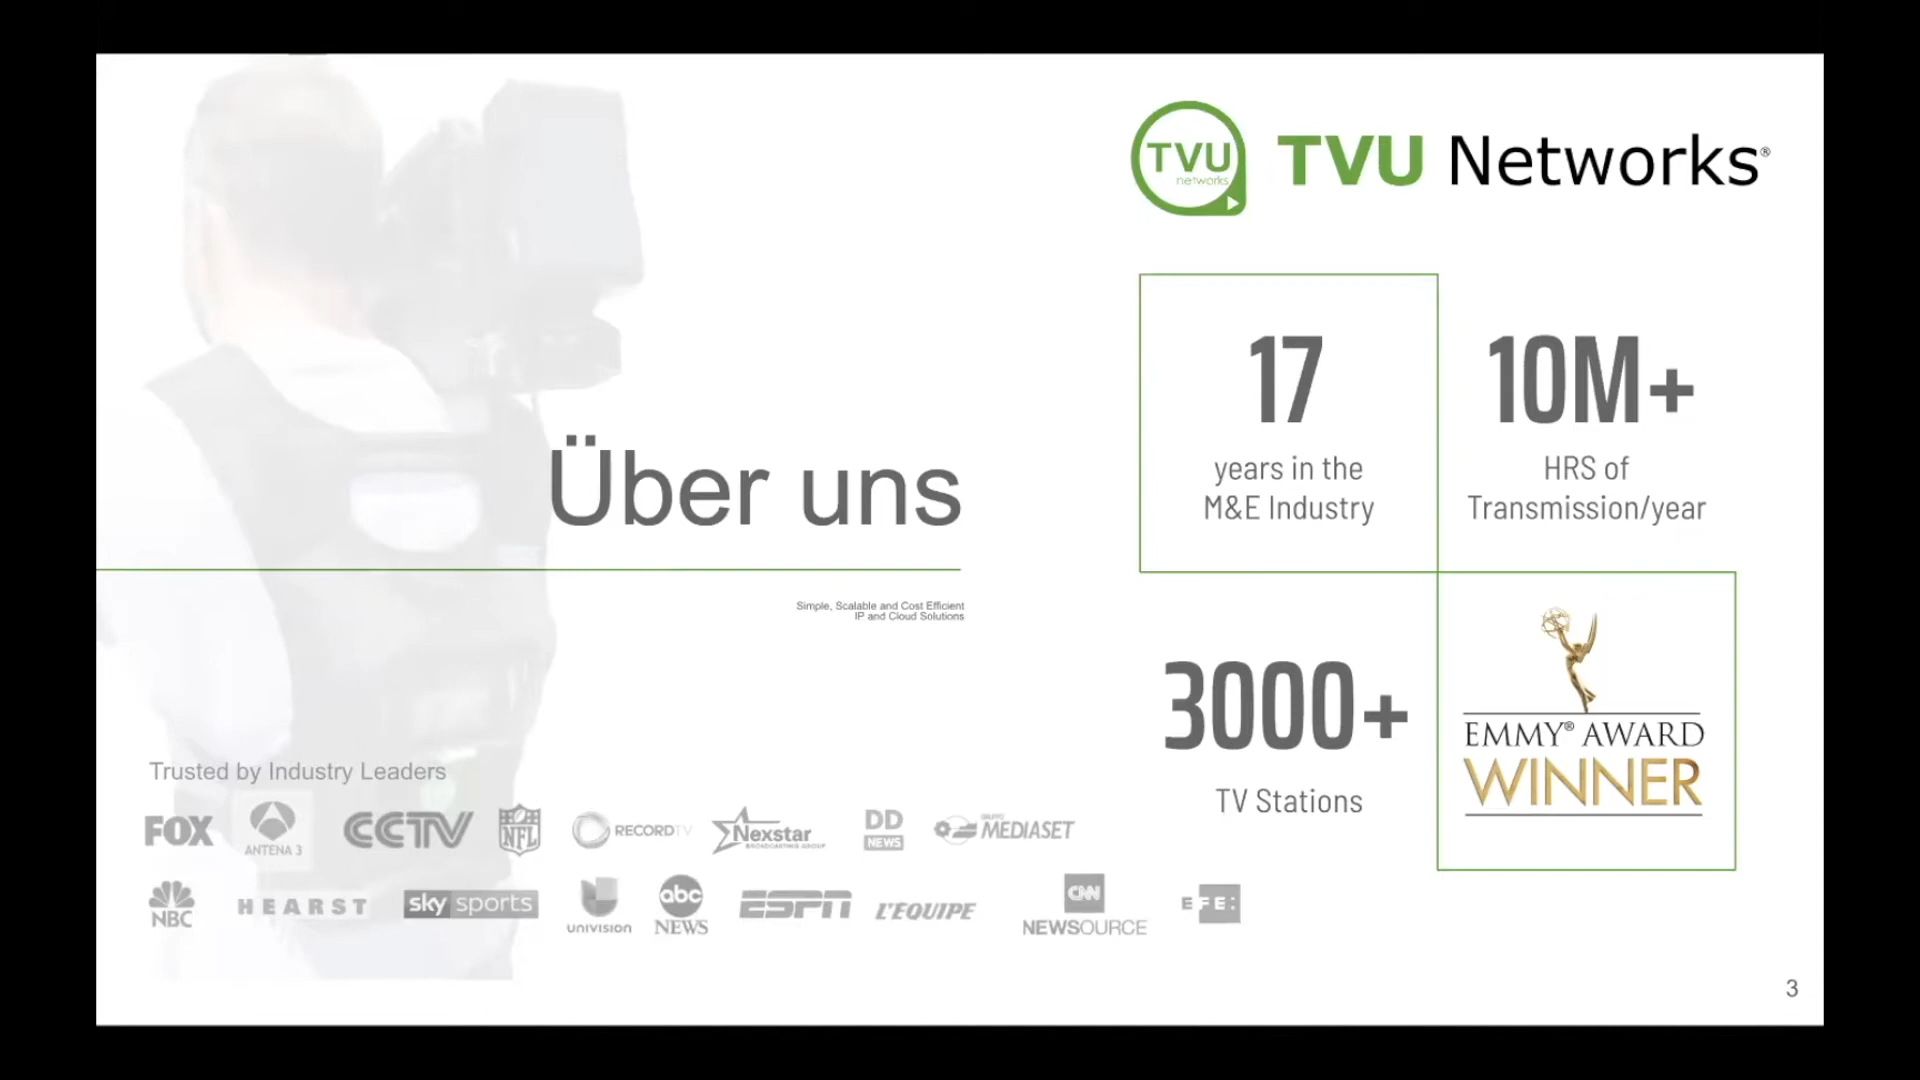 TVU
networks
TVU Networks®
Über uns
Simple, Scalable and Cost Efficient
IP and Cloud Solutions
17
years in the
M&E Industry
10M+
HRS of
Transmission/year
3000+
TV Stations
EMMY® AWARD
WINNER
Trusted by Industry Leaders
FOX
ANTENA 3
CCTV
NFL
RECORDTV
Nexstar
BROADCASTING GROUP
DD
NEWS
GRUPPO
MEDIASET
NBC
HEARST
sky sports
UNIVISION
abc
NEWS
ESPN
L'EQUIPE
CNN
NEWSOURCE
EFE:
3